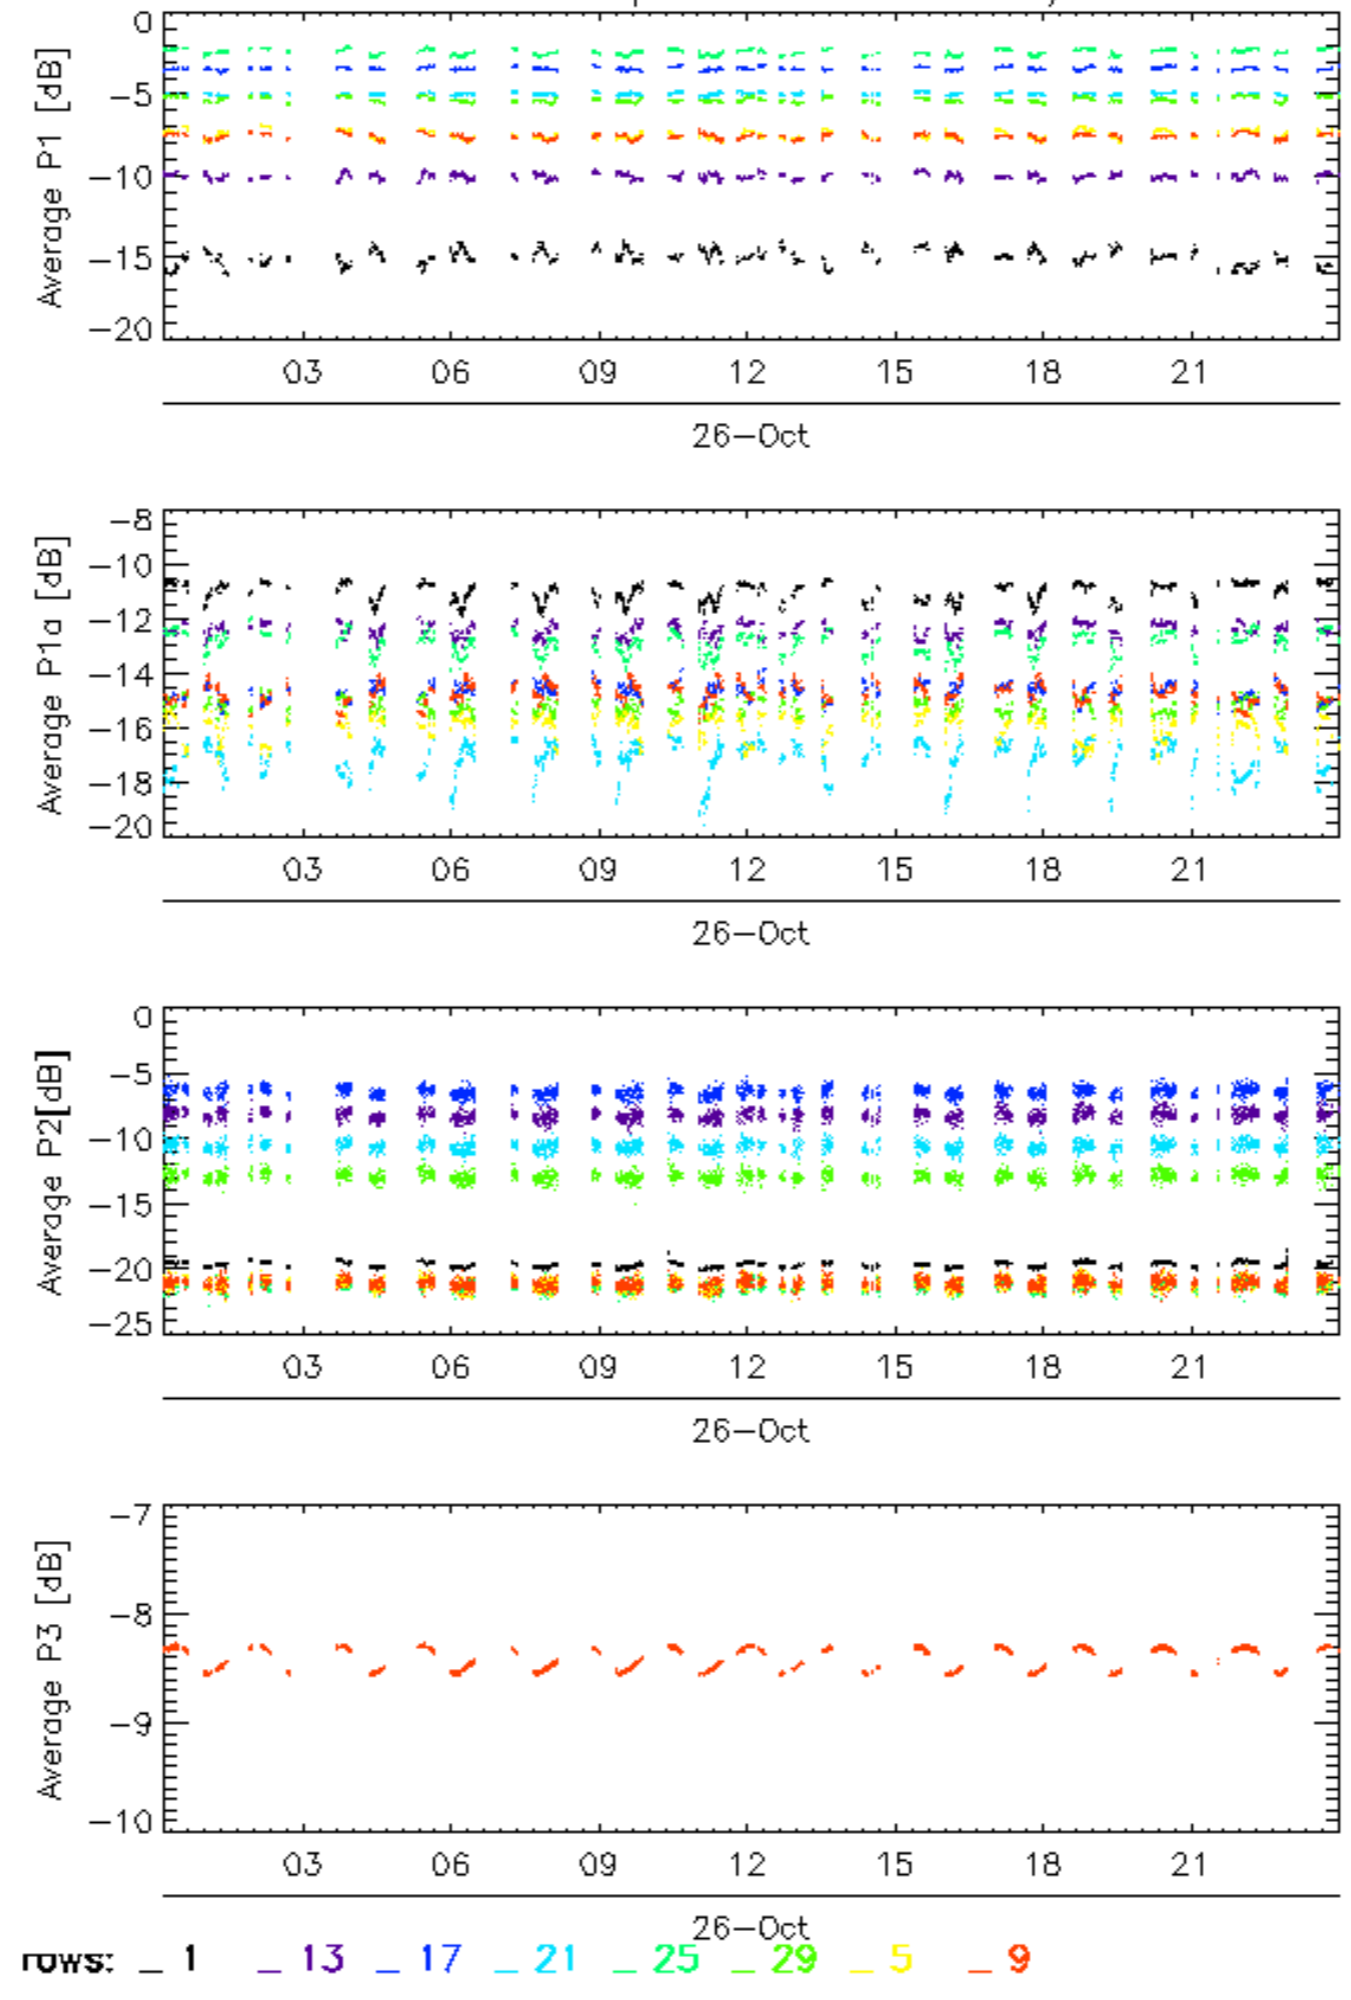 0
−5
−10
−15
−20
Average P1 [dB]
03 06 09 12 15 18 21
26−Oct
−8
−10
−12
−14
−16
−18
−20
Average P1a [dB]
03 06 09 12 15 18 21
26−Oct
0
−5
−10
−15
−20
−25
Average P2[dB]
03 06 09 12 15 18 21
26−Oct
−7
−8
−9
−10
Average P3 [dB]
03 06 09 12 15 18 21
26−Oct
rows: _ 1 _ 13 _ 17 _ 21 _ 25 _ 29 _ 5 _ 9